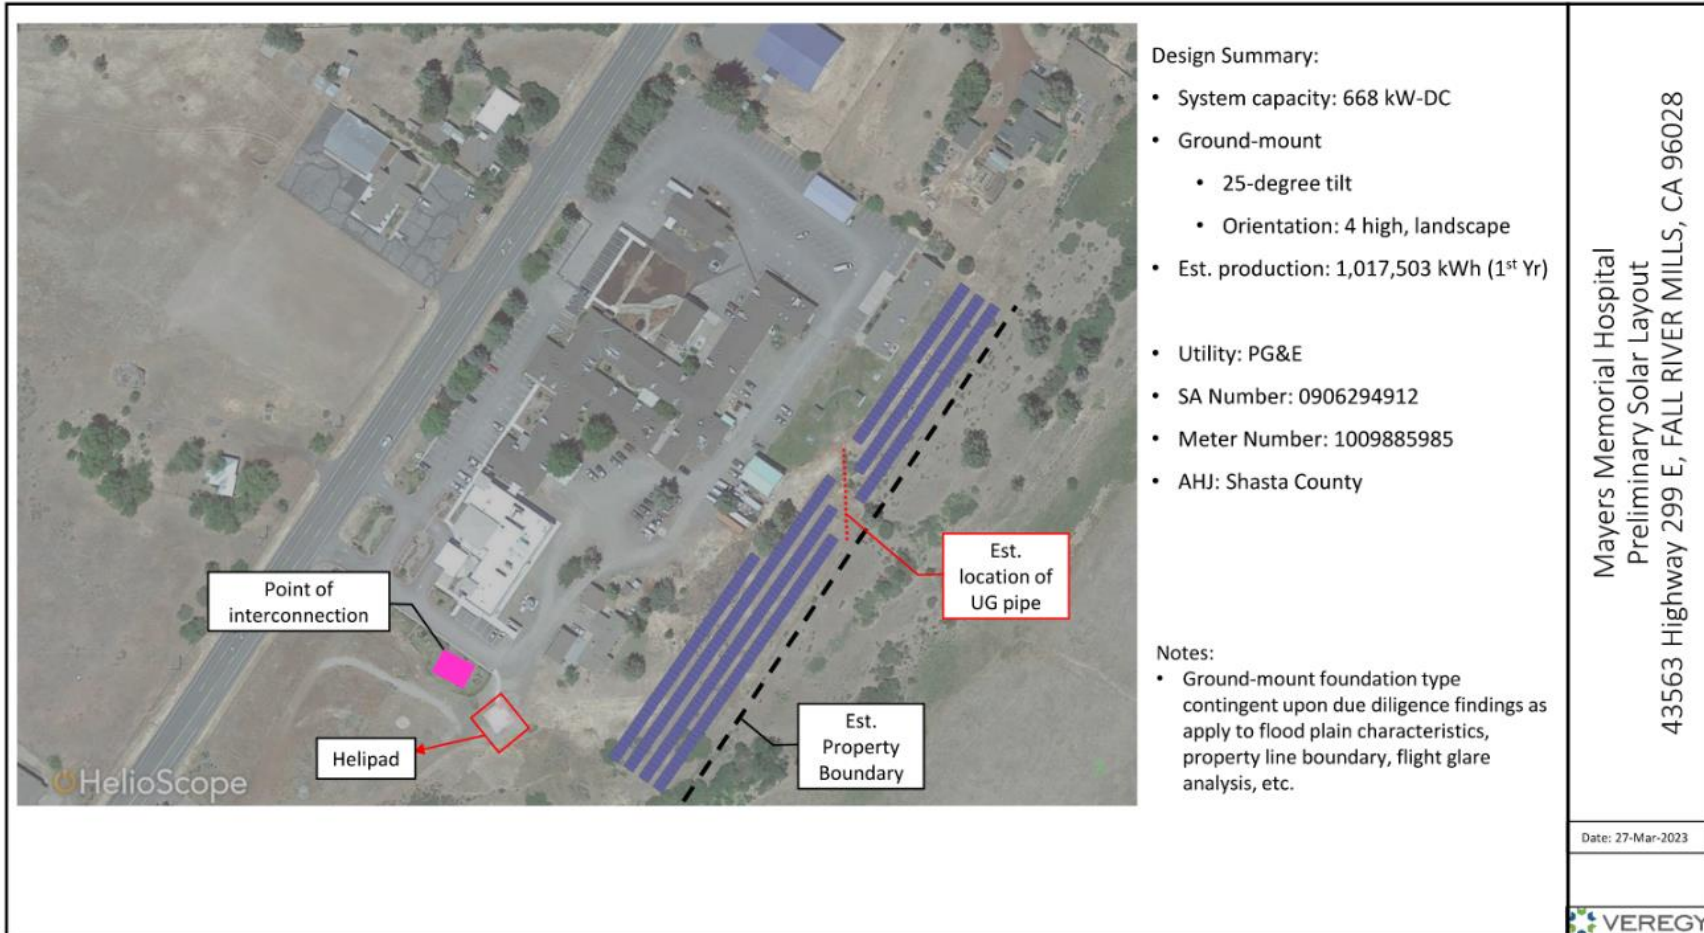 Design Summary:
• System capacity: 668 kW-DC
• Ground-mount
• 25-degree tilt
• Orientation: 4 high, landscape
• Est. production: 1,017,503 kWh (1st Yr)
• Utility: PG&E
• SA Number: 0906294912
• Meter Number: 1009885985
• AHJ: Shasta County
Notes:
• Ground-mount foundation type
contingent upon due diligence findings as
apply to flood plain characteristics,
property line boundary, flight glare
analysis, etc.
Point of
interconnection
Helipad
Est.
location of
UG pipe
Est.
Property
Boundary
HelioScope
Mayers Memorial Hospital
Preliminary Solar Layout
43563 Highway 299 E, FALL RIVER MILLS, CA 96028
Date: 27-Mar-2023
VEREGY